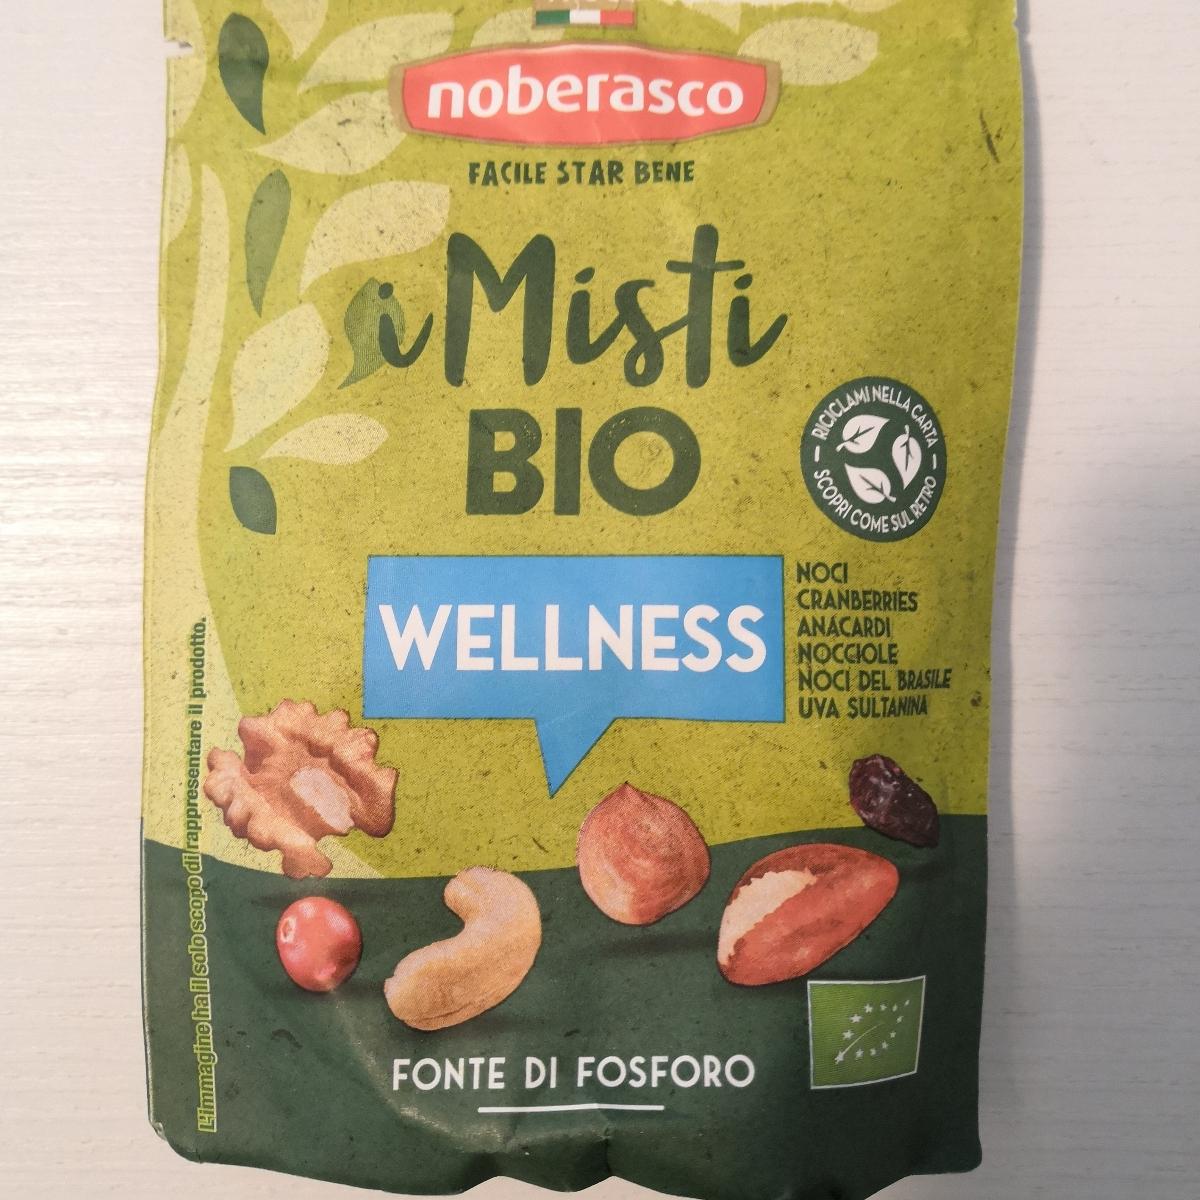 noberasco
FACILE STAR BENE
i Misti
BIO
RICICLAMI NELLA CARTA
SCOPRI COME SUL RETRO
WELLNESS
NOCI
CRANBERRIES
ANACARDI
NOCCIOLE
NOCI DEL BRASILE
UVA SULTANINA
L'immagine ha il solo scopo di rappresentare il prodotto.
FONTE DI FOSFORO